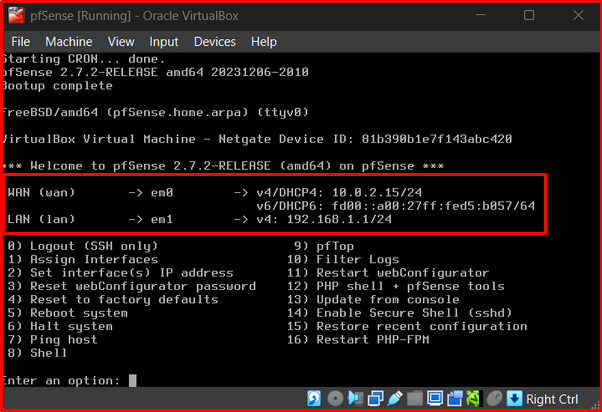 pfSense [Running] - Oracle VirtualBox
File Machine View Input Devices Help
Starting CRON... done.
pfSense 2.7.2-RELEASE amd64 20231206-2010
Bootup complete
FreeBSD/amd64 (pfSense.home.arpa) (ttyv0)
VirtualBox Virtual Machine - Netgate Device ID: 81b390b1e7f143abc420
*** Welcome to pfSense 2.7.2-RELEASE (amd64) on pfSense ***
WAN (wan) -> em0 -> v4/DHCP4: 10.0.2.15/24
v6/DHCP6: fd00::a00:27ff:fed5:b057/64
LAN (lan) -> em1 -> v4: 192.168.1.1/24
0) Logout (SSH only) 9) pfTop
1) Assign Interfaces 10) Filter Logs
2) Set interface(s) IP address 11) Restart webConfigurator
3) Reset webConfigurator password 12) PHP shell + pfSense tools
4) Reset to factory defaults 13) Update from console
5) Reboot system 14) Enable Secure Shell (sshd)
6) Halt system 15) Restore recent configuration
7) Ping host 16) Restart PHP-FPM
8) Shell
Enter an option:
Right Ctrl